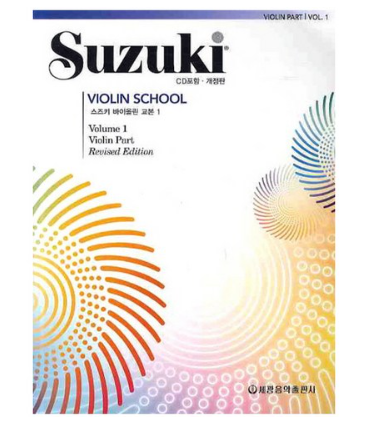 VIOLIN PART | VOL. 1
Suzuki®
CD포함 · 개정판
VIOLIN SCHOOL
스즈키 바이올린 교본 1
Volume 1
Violin Part
Revised Edition
세광음악출판사